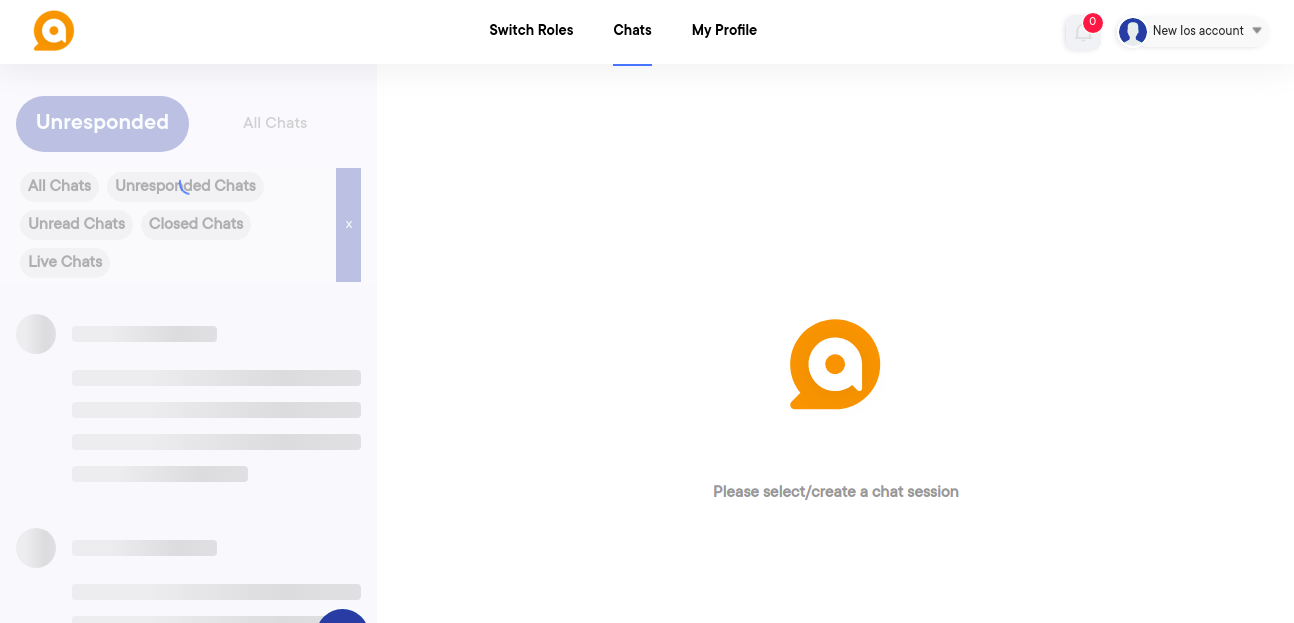 Switch Roles Chats My Profile 0 New Ios account
Unresponded All Chats
All Chats Unresponded Chats
Unread Chats Closed Chats x
Live Chats
Please select/create a chat session